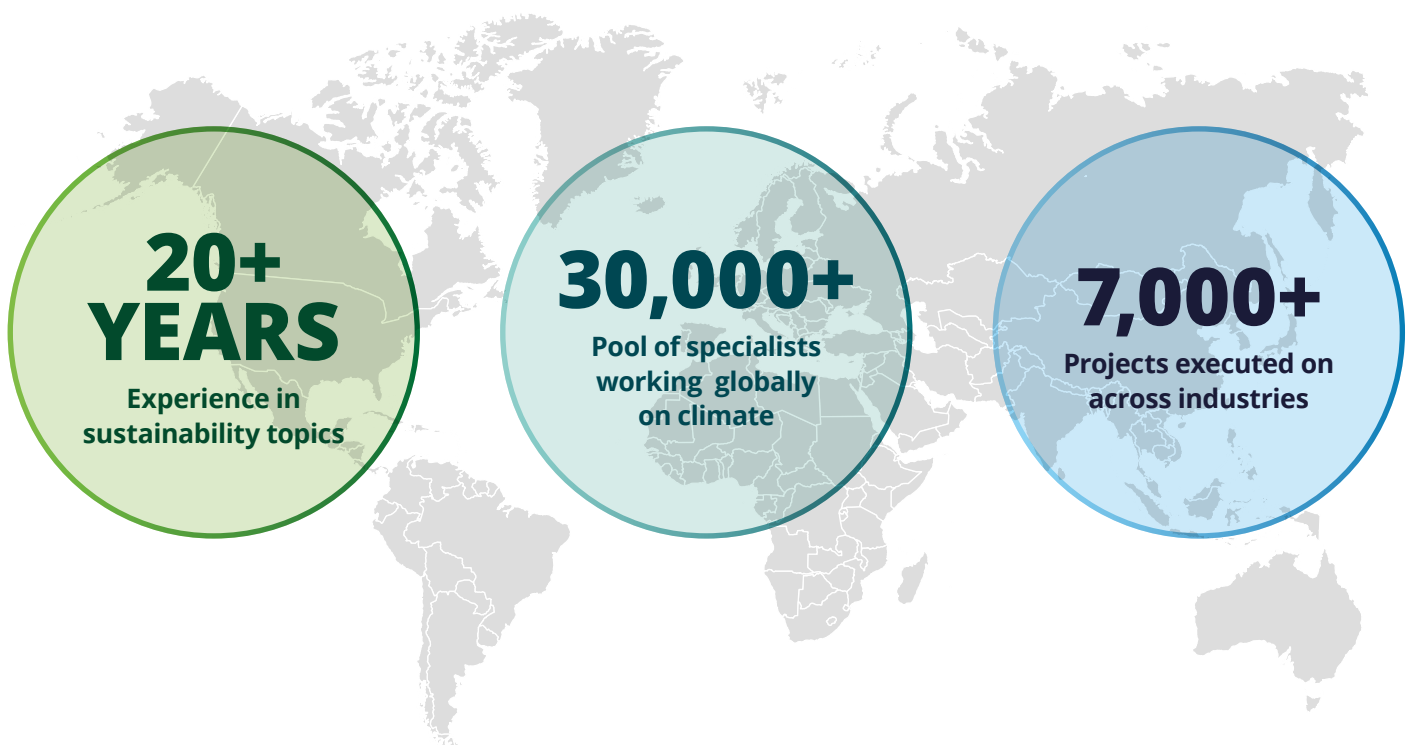 20+
YEARS
Experience in
sustainability topics
30,000+
Pool of specialists
working globally
on climate
7,000+
Projects executed on
across industries